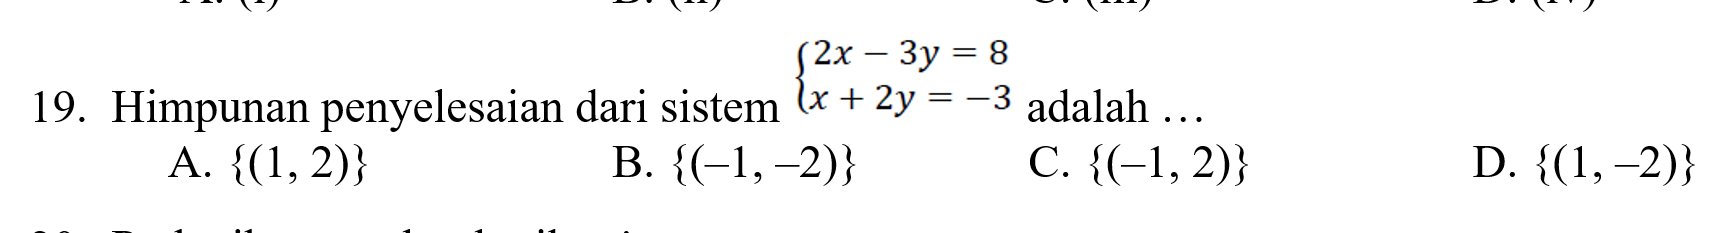 19. Himpunan penyelesaian dari sistem {2x − 3y = 8
x + 2y = −3 adalah …
A. {(1, 2)} B. {(–1, –2)} C. {(–1, 2)} D. {(1, –2)}